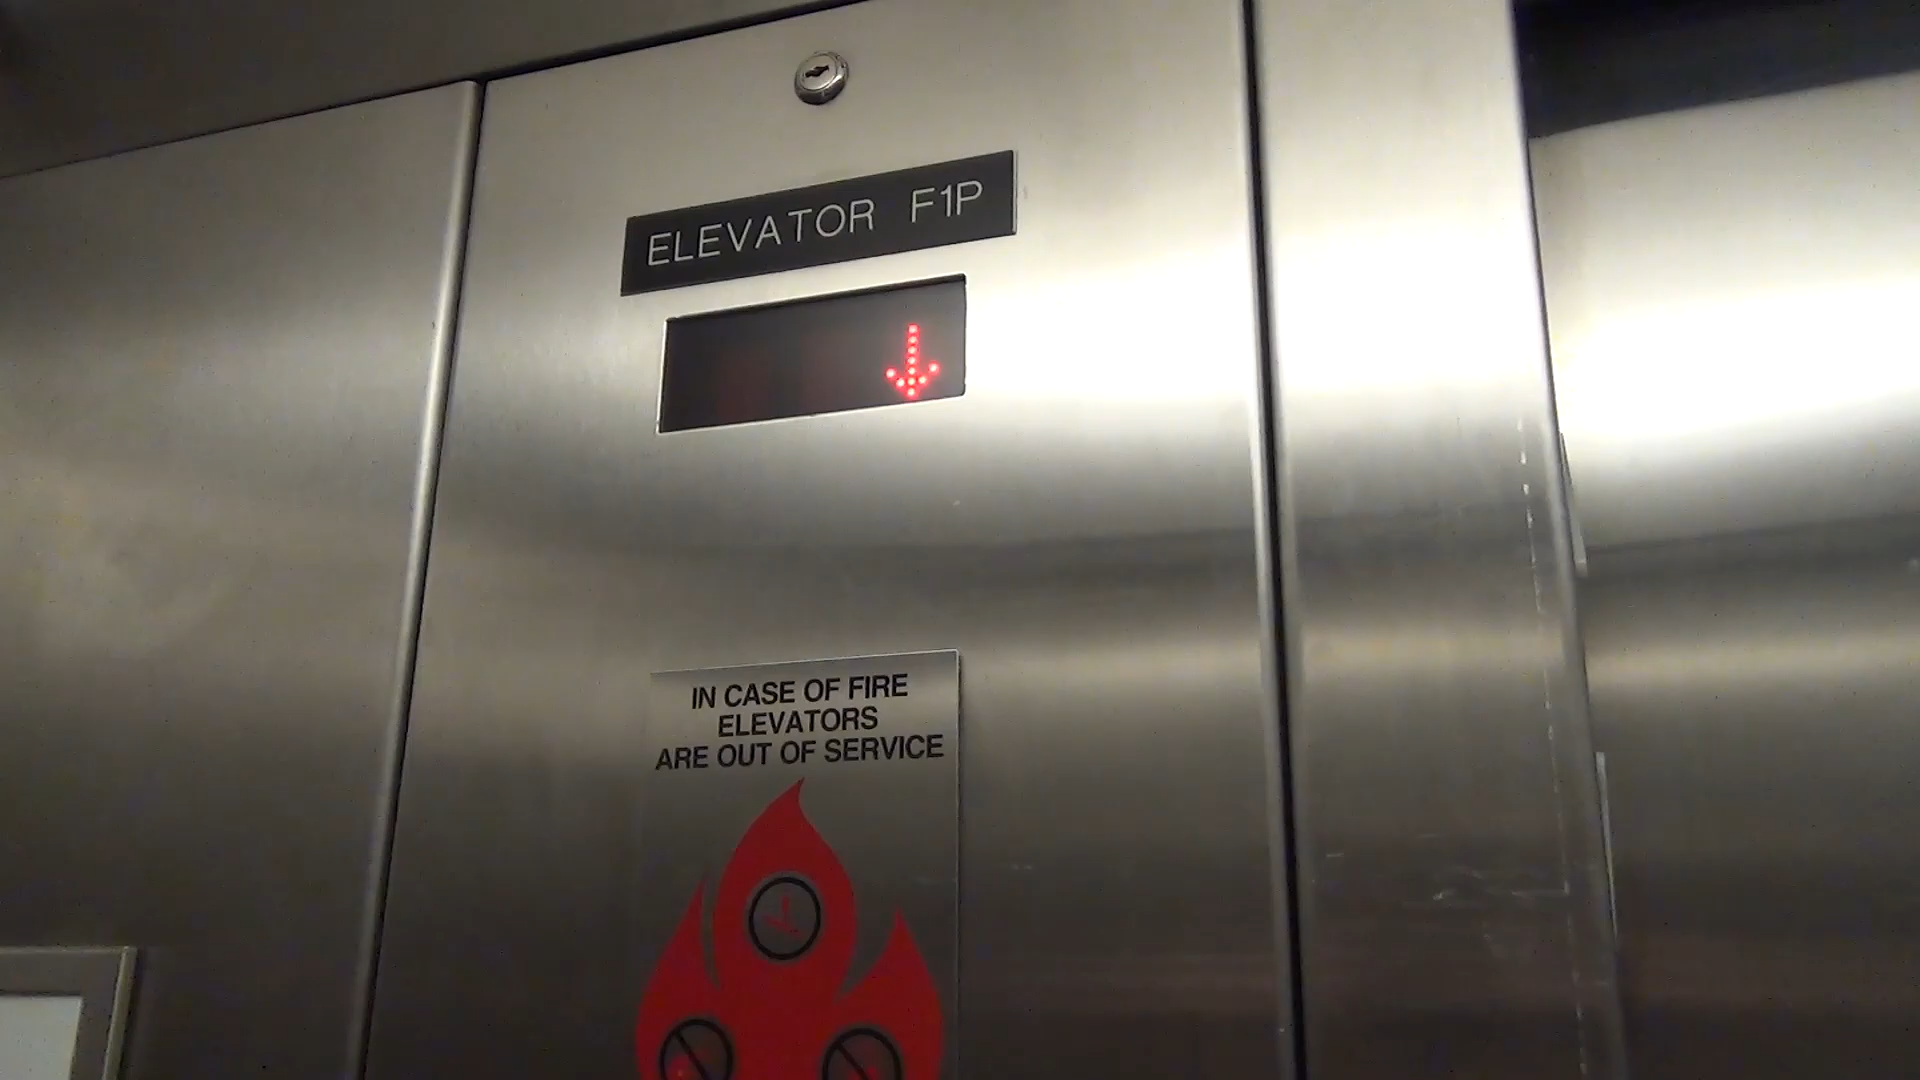 ELEVATOR F1P
IN CASE OF FIRE
ELEVATORS
ARE OUT OF SERVICE